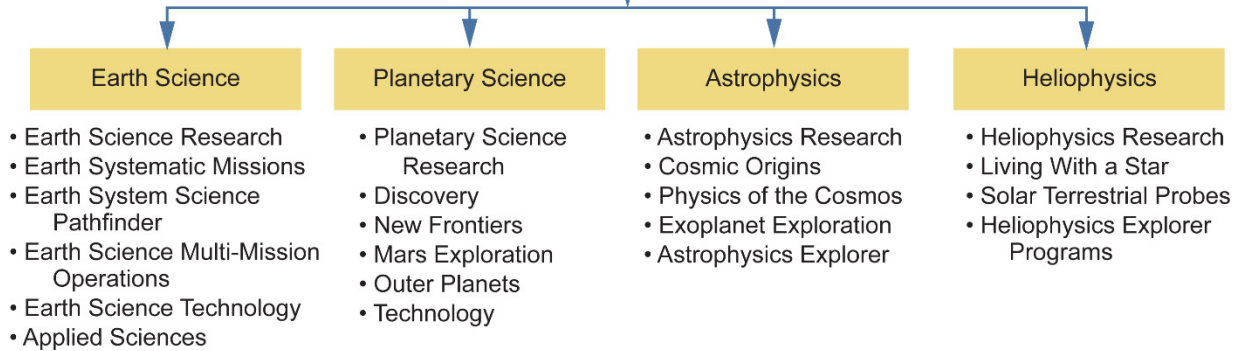 Earth Science
• Earth Science Research
• Earth Systematic Missions
• Earth System Science
Pathfinder
• Earth Science Multi-Mission
Operations
• Earth Science Technology
• Applied Sciences
Planetary Science
• Planetary Science
Research
• Discovery
• New Frontiers
• Mars Exploration
• Outer Planets
• Technology
Astrophysics
• Astrophysics Research
• Cosmic Origins
• Physics of the Cosmos
• Exoplanet Exploration
• Astrophysics Explorer
Heliophysics
• Heliophysics Research
• Living With a Star
• Solar Terrestrial Probes
• Heliophysics Explorer
Programs